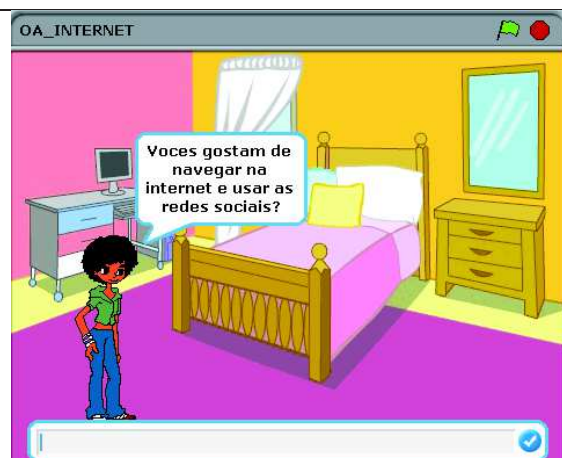 OA_INTERNET
Voces gostam de
navegar na
internet e usar as
redes sociais?